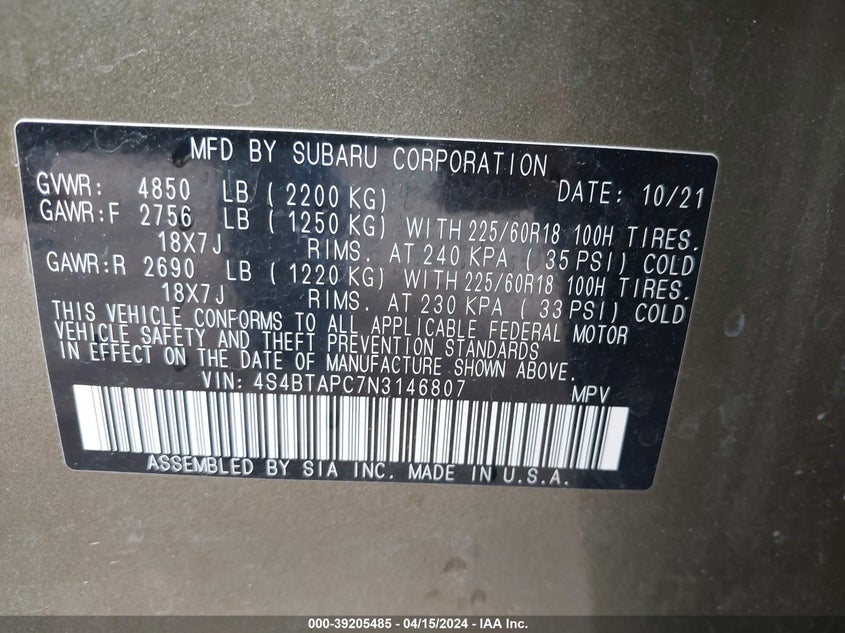 MFD BY SUBARU CORPORATION
GVWR: 4850 LB ( 2200 KG) DATE: 10/21
GAWR:F 2756 LB ( 1250 KG) WITH 225/60R18 100H TIRES.
18X7J RIMS. AT 240 KPA ( 35 PSI) COLD
GAWR:R 2690 LB ( 1220 KG) WITH 225/60R18 100H TIRES.
18X7J RIMS. AT 230 KPA ( 33 PSI) COLD
THIS VEHICLE CONFORMS TO ALL APPLICABLE FEDERAL MOTOR
VEHICLE SAFETY AND THEFT PREVENTION STANDARDS
IN EFFECT ON THE DATE OF MANUFACTURE SHOWN ABOVE.
VIN: 4S4BTAPC7N3146807 MPV
ASSEMBLED BY SIA INC. MADE IN U.S.A.
000-39205485 - 04/15/2024 - IAA Inc.